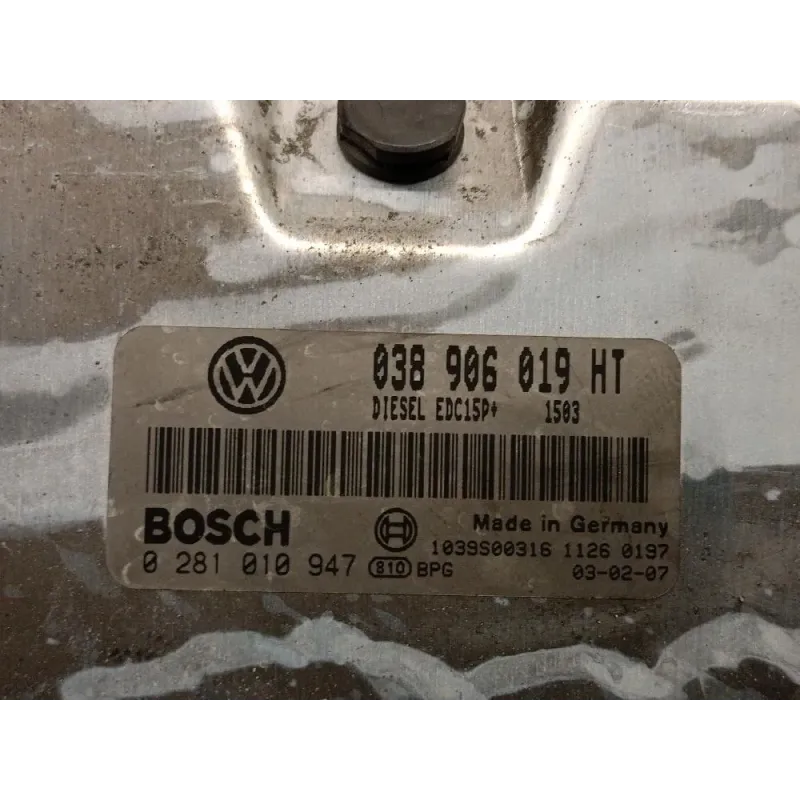 038 906 019 HT
DIESEL EDC15P+ 1503
BOSCH
Made in Germany
1039S00316 1126 0197
0 281 010 947 810 BPG 03-02-07